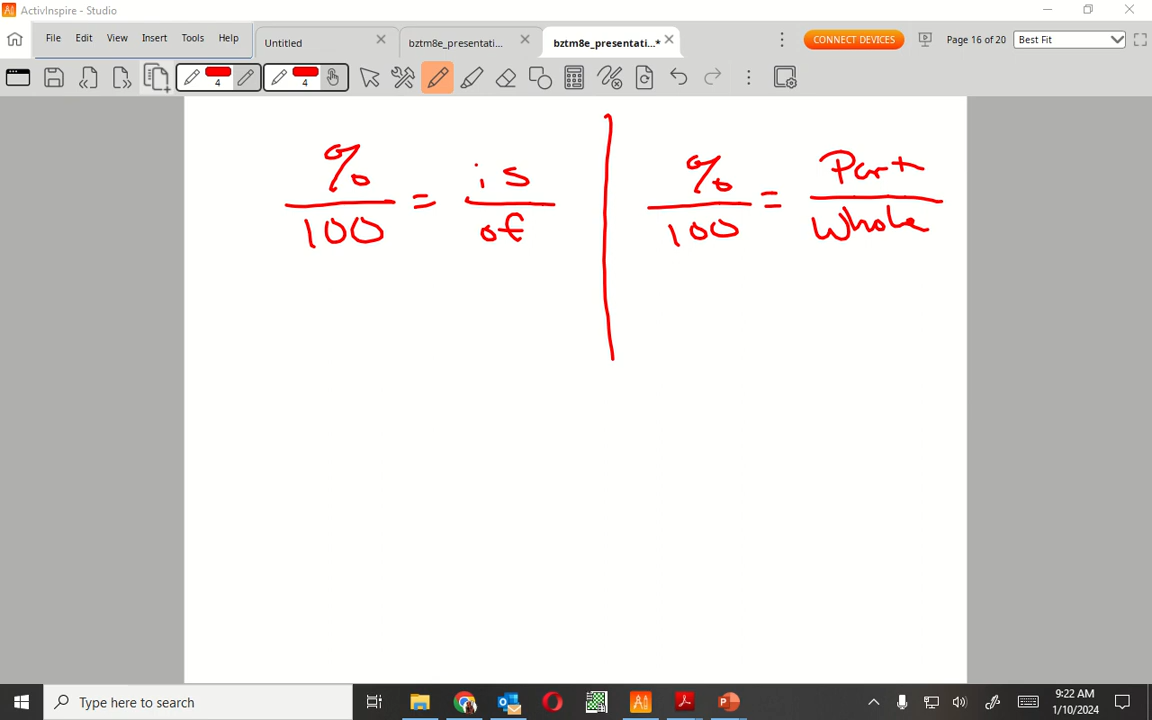 ActivInspire - Studio
File Edit View Insert Tools Help
Untitled
bztm8e_presentati...
bztm8e_presentati...*
CONNECT DEVICES
Page 16 of 20
Best Fit
4
4
%
100
=
is
of
%
100
=
Part
Whole
Type here to search
9:22 AM
1/10/2024